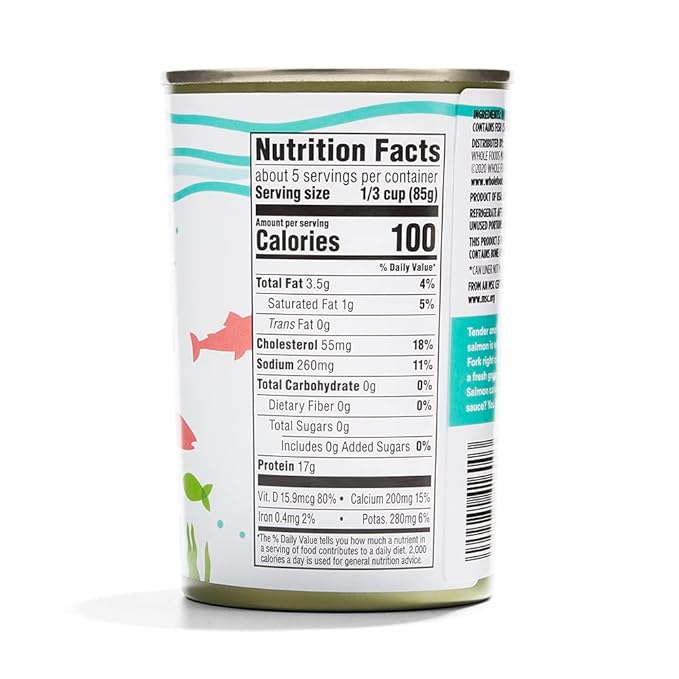 Nutrition Facts
about 5 servings per container
Serving size 1/3 cup (85g)
Amount per serving
Calories 100
% Daily Value*
Total Fat 3.5g 4%
Saturated Fat 1g 5%
Trans Fat 0g
Cholesterol 55mg 18%
Sodium 260mg 11%
Total Carbohydrate 0g 0%
Dietary Fiber 0g 0%
Total Sugars 0g
Includes 0g Added Sugars 0%
Protein 17g
Vit. D 15.9mcg 80% • Calcium 200mg 15%
Iron 0.4mg 2% • Potas. 280mg 6%
*The % Daily Value tells you how much a nutrient in
a serving of food contributes to a daily diet. 2,000
calories a day is used for general nutrition advice.
INGREDIENTS:
CONTAINS FISH
DISTRIBUTED BY:
WHOLE FOODS
©2020 WHOLE
www.whole
PRODUCT OF
REFRIGERATE
UNUSED
THIS PRODUCT
CONTAINS BONE
*CAN LINER
FROM AN MSC
www.msc.org
Tender
salmon is
Fork right
a fresh
Salmon
sauce?